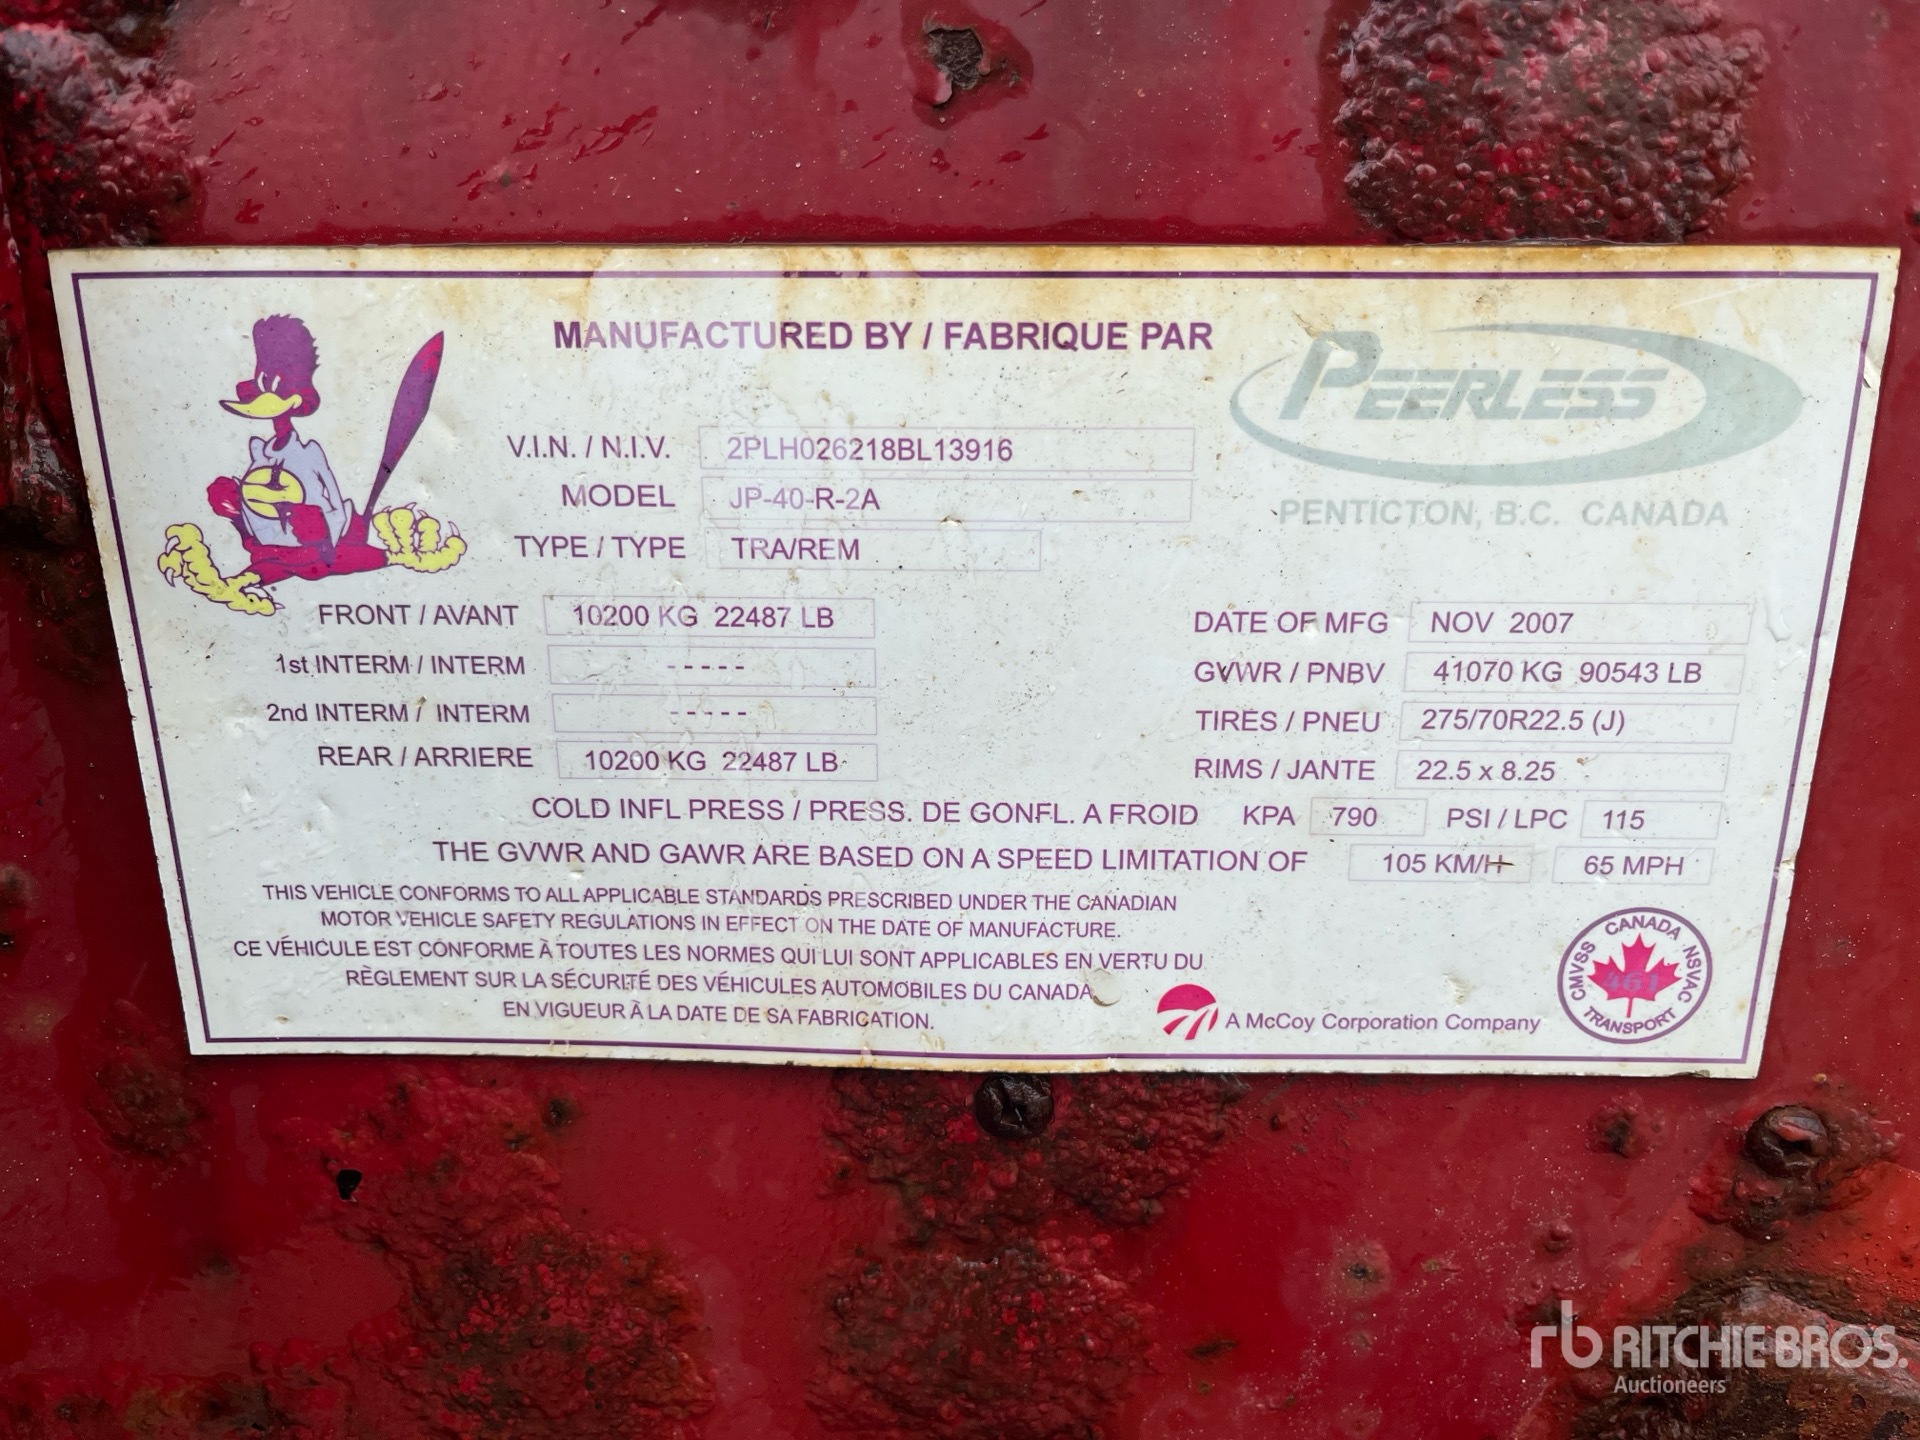 MANUFACTURED BY / FABRIQUE PAR
PEERLESS
PENTICTON, B.C. CANADA
V.I.N. / N.I.V. 2PLH026218BL13916
MODEL JP-40-R-2A
TYPE / TYPE TRA/REM
FRONT / AVANT 10200 KG 22487 LB
1st INTERM / INTERM -----
2nd INTERM / INTERM -----
REAR / ARRIERE 10200 KG 22487 LB
DATE OF MFG NOV 2007
GVWR / PNBV 41070 KG 90543 LB
TIRES / PNEU 275/70R22.5 (J)
RIMS / JANTE 22.5 x 8.25
COLD INFL PRESS / PRESS. DE GONFL. A FROID KPA 790 PSI / LPC 115
THE GVWR AND GAWR ARE BASED ON A SPEED LIMITATION OF 105 KM/H 65 MPH
THIS VEHICLE CONFORMS TO ALL APPLICABLE STANDARDS PRESCRIBED UNDER THE CANADIAN
MOTOR VEHICLE SAFETY REGULATIONS IN EFFECT ON THE DATE OF MANUFACTURE.
CE VÉHICULE EST CONFORME À TOUTES LES NORMES QUI LUI SONT APPLICABLES EN VERTU DU
RÈGLEMENT SUR LA SÉCURITÉ DES VÉHICULES AUTOMOBILES DU CANADA
EN VIGUEUR À LA DATE DE SA FABRICATION.
A McCoy Corporation Company
CANADA
CMVSS 461 NSVAC
TRANSPORT
rb RITCHIE BROS.
Auctioneers